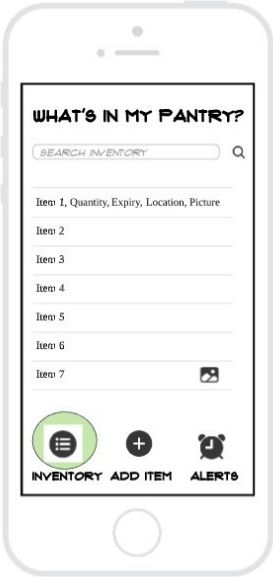 WHAT'S IN MY PANTRY?
SEARCH INVENTORY
Item 1, Quantity, Expiry, Location, Picture
Item 2
Item 3
Item 4
Item 5
Item 6
Item 7
INVENTORY ADD ITEM ALERTS